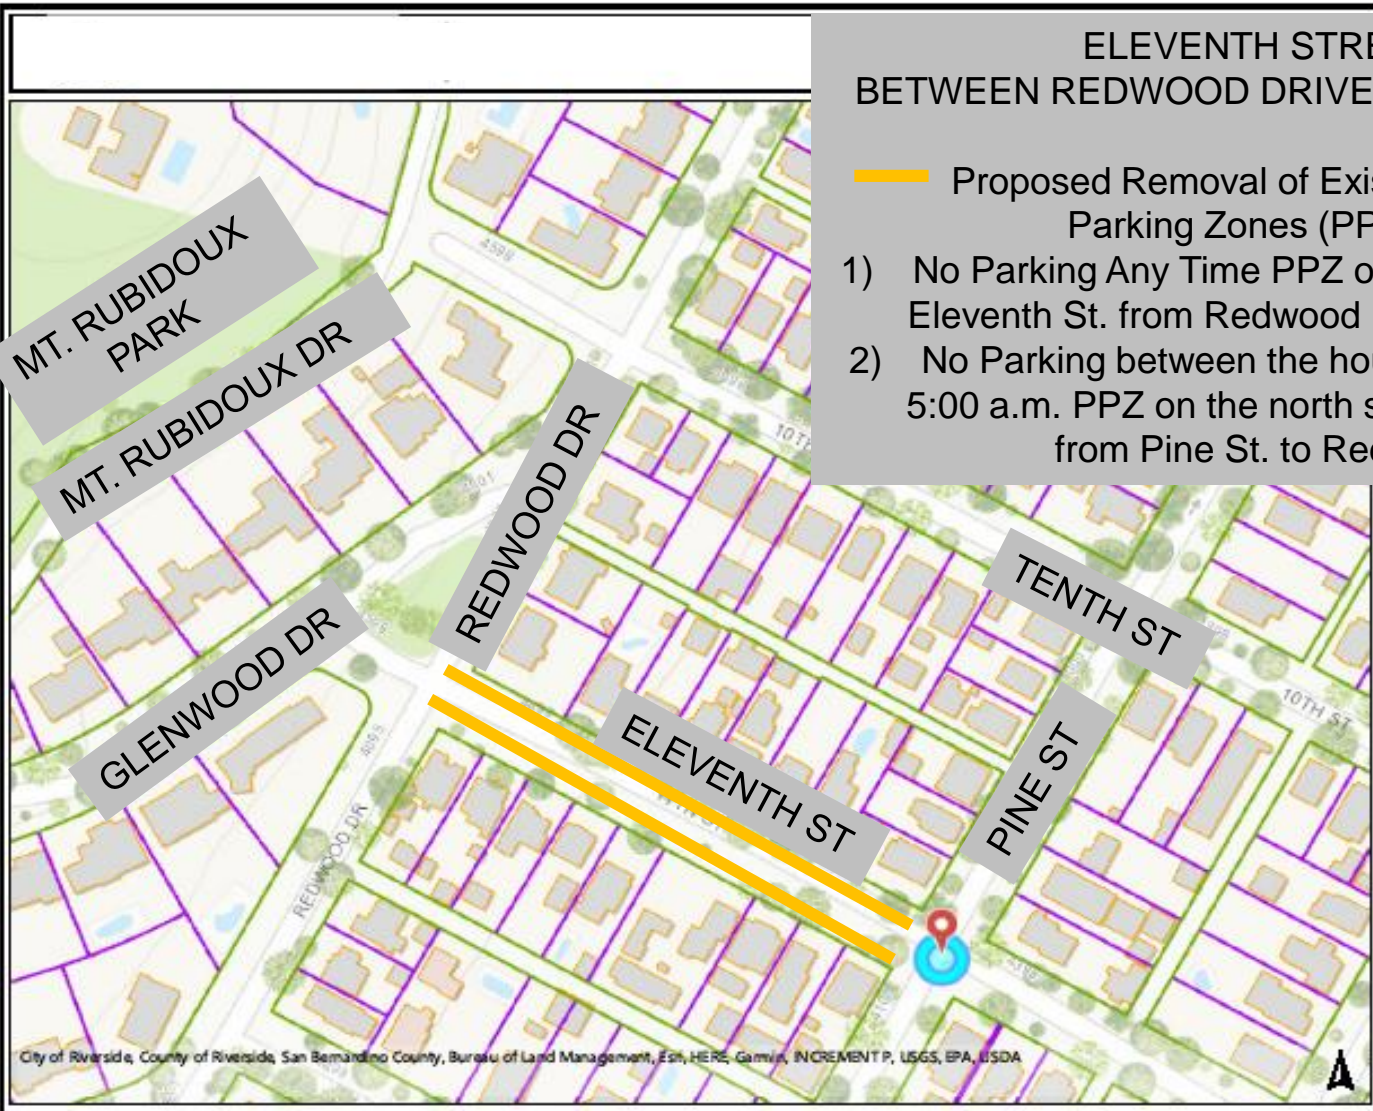 ELEVENTH STRE
BETWEEN REDWOOD DRIVE
Proposed Removal of Exis
Parking Zones (PP
1) No Parking Any Time PPZ o
Eleventh St. from Redwood
2) No Parking between the hou
5:00 a.m. PPZ on the north s
from Pine St. to Re
MT. RUBIDOUX
PARK
MT. RUBIDOUX DR
REDWOOD DR
GLENWOOD DR
TENTH ST
PINE ST
ELEVENTH ST
4598
10TH
10TH ST
4095
REDWOOD DR
City of Riverside, County of Riverside, San Bernardino County, Bureau of Land Management, Esri, HERE, Garmin, INCREMENT P, USGS, EPA, USDA